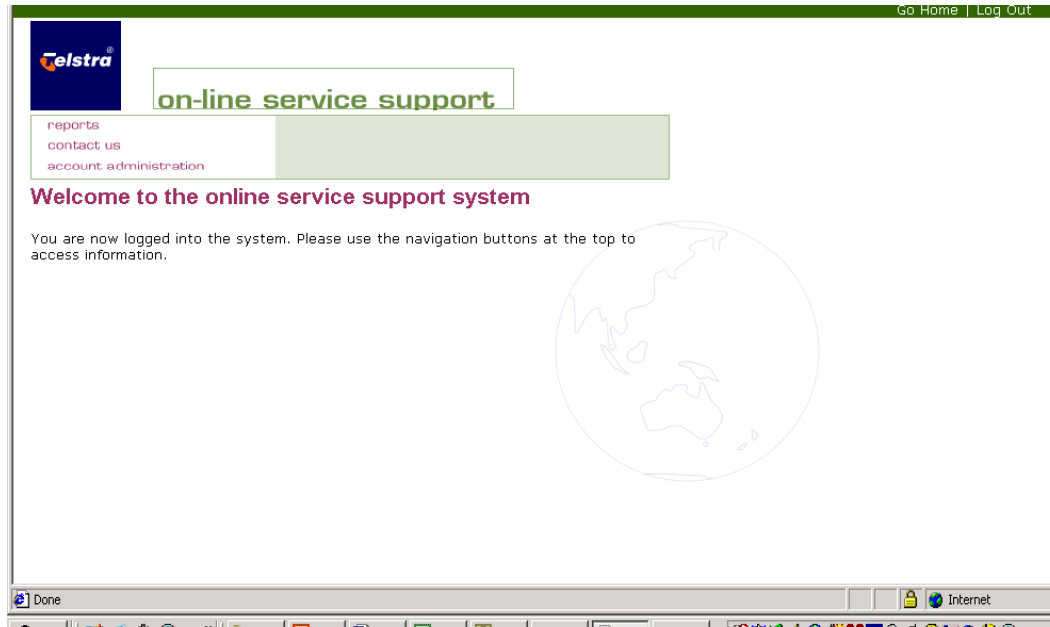 Go Home | Log Out
Telstra®
on-line service support
reports
contact us
account administration
Welcome to the online service support system
You are now logged into the system. Please use the navigation buttons at the top to
access information.
Done
Internet